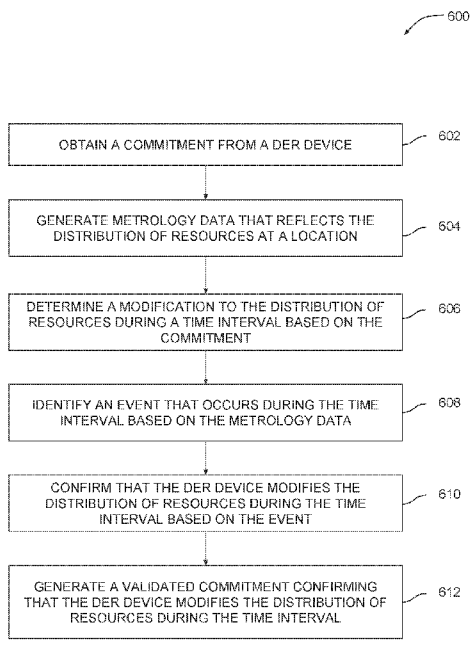 600
OBTAIN A COMMITMENT FROM A DER DEVICE
602
GENERATE METROLOGY DATA THAT REFLECTS THE
DISTRIBUTION OF RESOURCES AT A LOCATION
604
DETERMINE A MODIFICATION TO THE DISTRIBUTION OF
RESOURCES DURING A TIME INTERVAL BASED ON THE
COMMITMENT
606
IDENTIFY AN EVENT THAT OCCURS DURING THE TIME
INTERVAL BASED ON THE METROLOGY DATA
608
CONFIRM THAT THE DER DEVICE MODIFIES THE
DISTRIBUTION OF RESOURCES DURING THE TIME
INTERVAL BASED ON THE EVENT
610
GENERATE A VALIDATED COMMITMENT CONFIRMING
THAT THE DER DEVICE MODIFIES THE DISTRIBUTION OF
RESOURCES DURING THE TIME INTERVAL
612